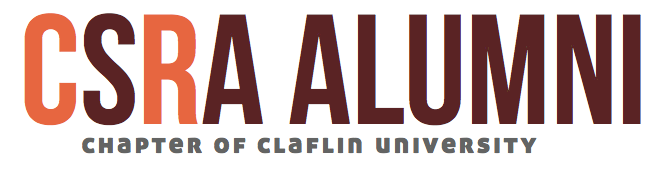 CSRA ALUMNI
CHAPTER OF CLAFLIN UNIVERSITY